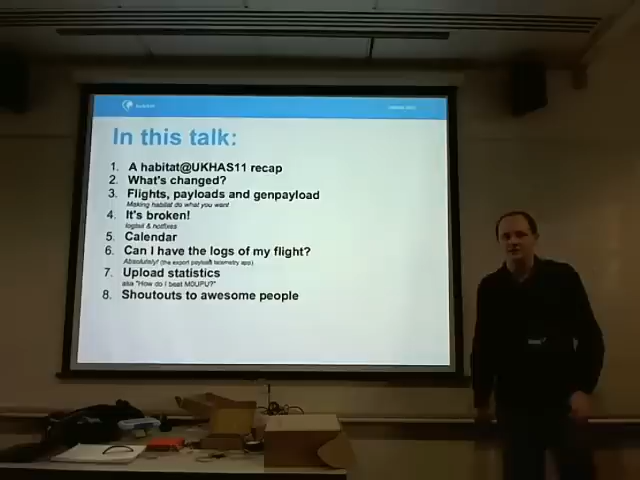 In this talk:
1. A habitat@UKHAS11 recap
2. What's changed?
3. Flights, payloads and genpayload
Making habitat do what you want
4. It's broken!
logtail & hotfixes
5. Calendar
6. Can I have the logs of my flight?
Absolutely! (the export payload telemetry app)
7. Upload statistics
aka "How do I beat M0UPU?"
8. Shoutouts to awesome people